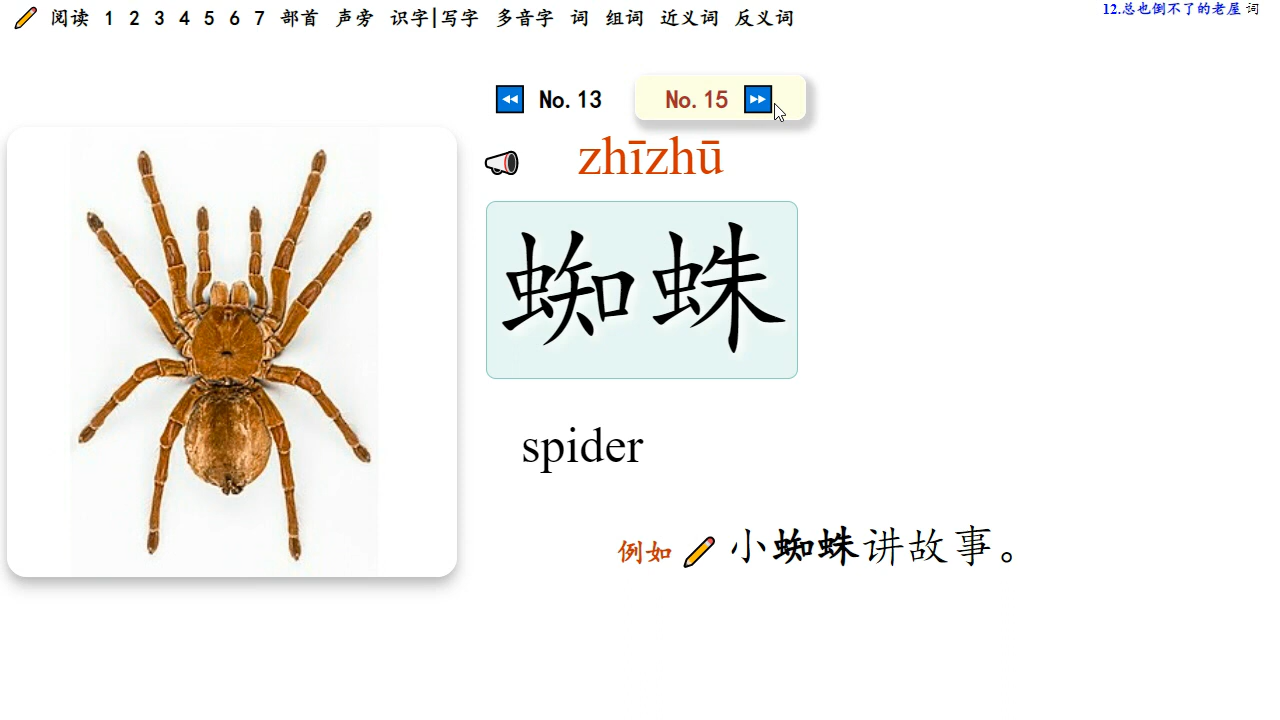 阅读 1 2 3 4 5 6 7 部首 声旁 识字|写字 多音字 词 组词 近义词 反义词
12.总也倒不了的老屋 词
No.13 No.15
zhīzhū
蜘蛛
spider
例如 小蜘蛛讲故事。